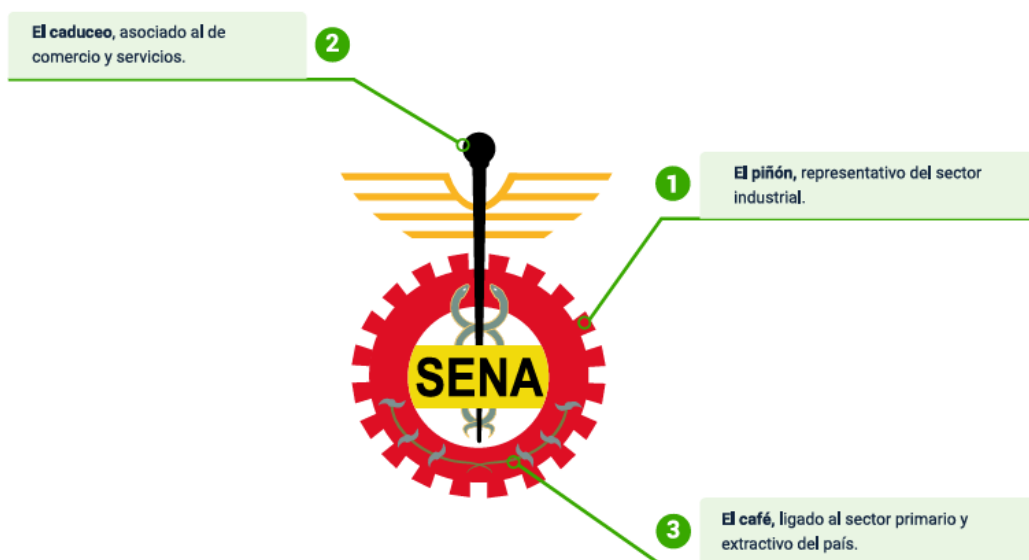 El caduceo, asociado al de
comercio y servicios.
2
1
El piñón, representativo del sector
industrial.
SENA
3
El café, ligado al sector primario y
extractivo del país.